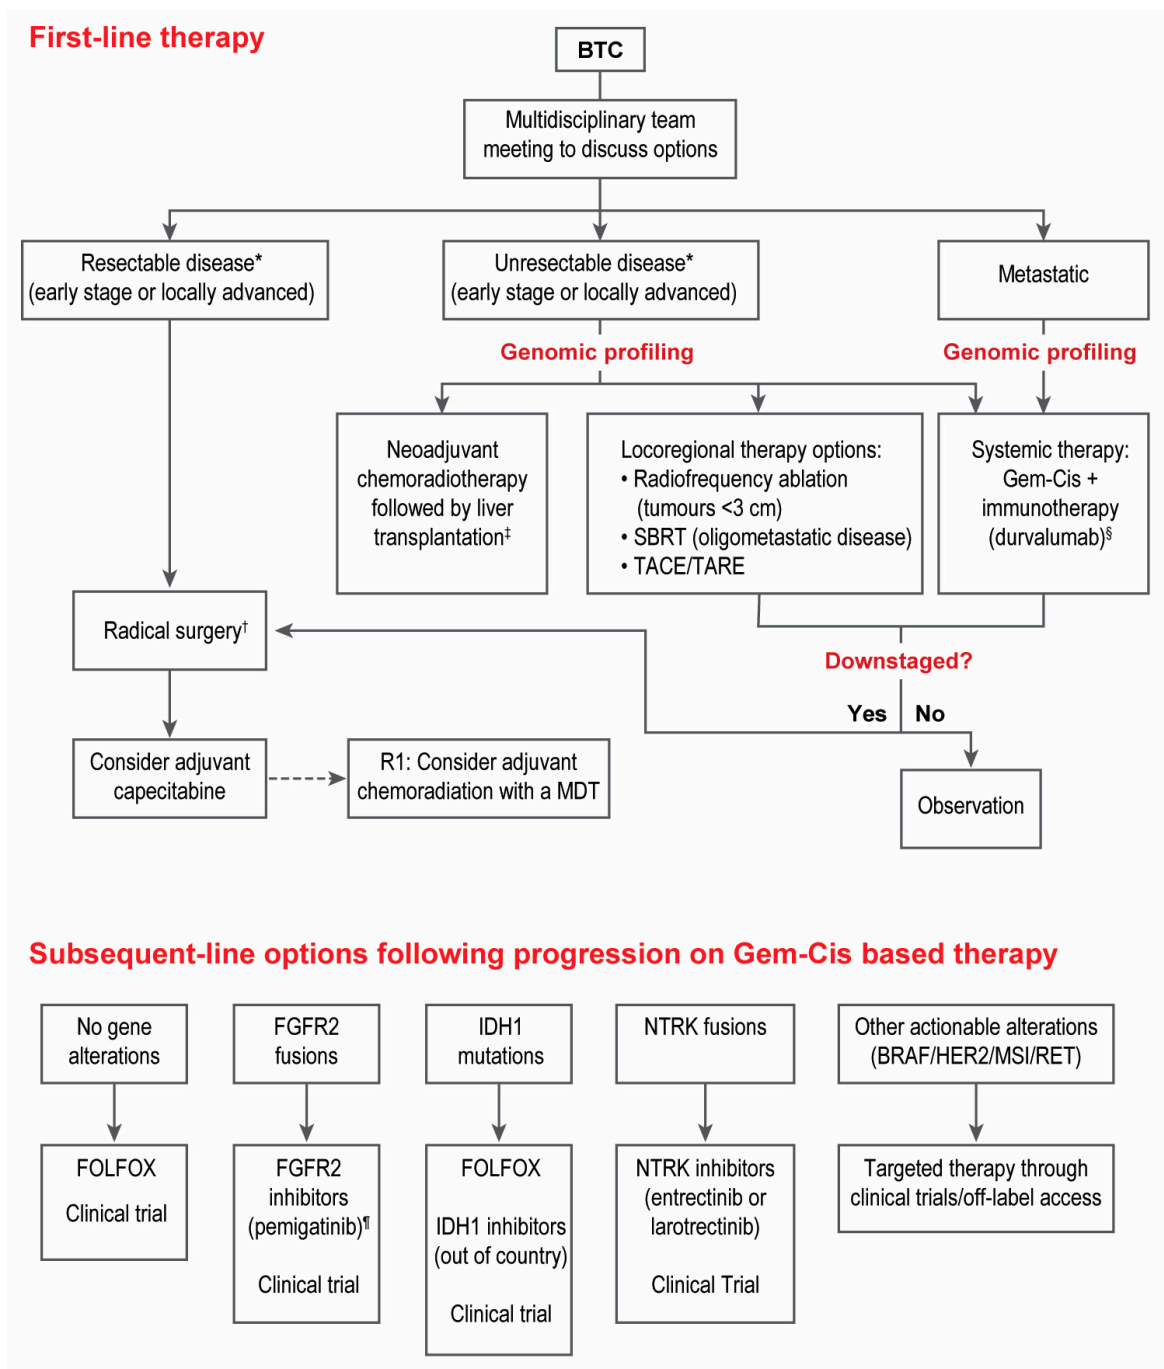 First-line therapy
BTC
Multidisciplinary team
meeting to discuss options
Resectable disease*
(early stage or locally advanced)
Unresectable disease*
(early stage or locally advanced)
Metastatic
Genomic profiling
Genomic profiling
Neoadjuvant
chemoradiotherapy
followed by liver
transplantation‡
Locoregional therapy options:
• Radiofrequency ablation
(tumours <3 cm)
• SBRT (oligometastatic disease)
• TACE/TARE
Systemic therapy:
Gem-Cis +
immunotherapy
(durvalumab)§
Radical surgery†
Downstaged?
Yes
No
Consider adjuvant
capecitabine
R1: Consider adjuvant
chemoradiation with a MDT
Observation
Subsequent-line options following progression on Gem-Cis based therapy
No gene
alterations
FGFR2
fusions
IDH1
mutations
NTRK fusions
Other actionable alterations
(BRAF/HER2/MSI/RET)
FOLFOX
Clinical trial
FGFR2
inhibitors
(pemigatinib)¶
Clinical trial
FOLFOX
IDH1 inhibitors
(out of country)
Clinical trial
NTRK inhibitors
(entrectinib or
larotrectinib)
Clinical Trial
Targeted therapy through
clinical trials/off-label access